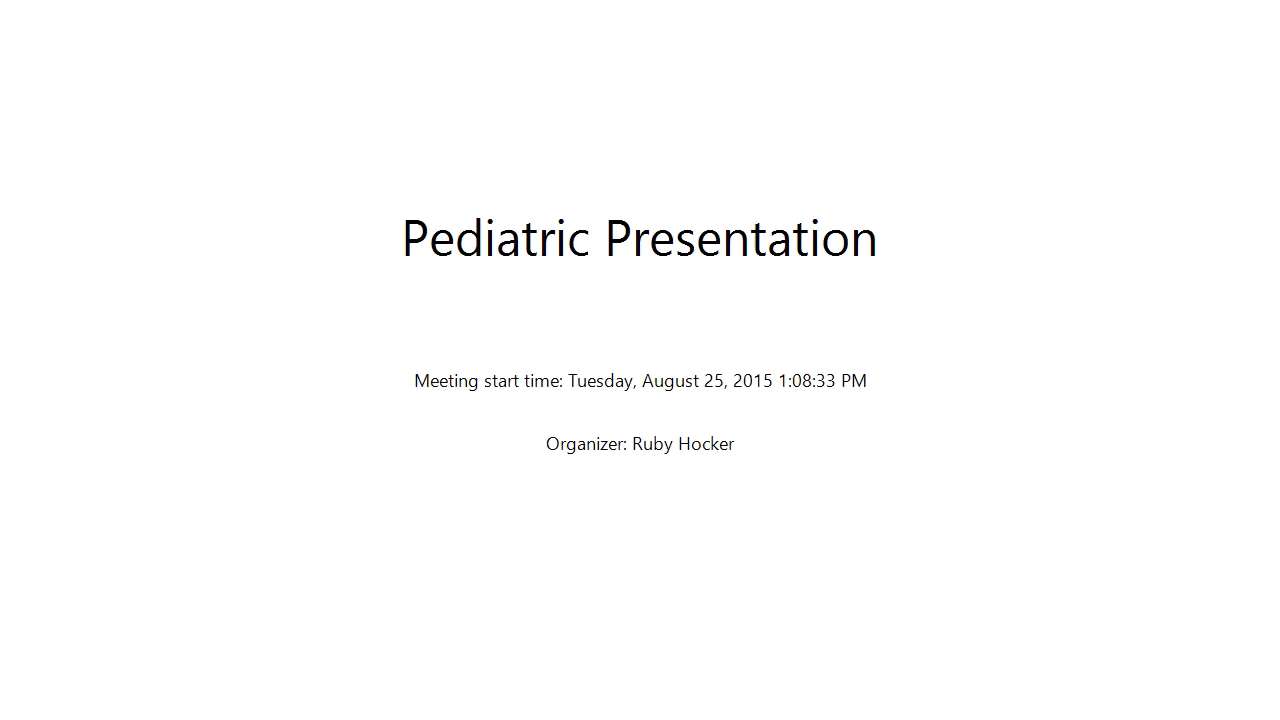 Pediatric Presentation
Meeting start time: Tuesday, August 25, 2015 1:08:33 PM
Organizer: Ruby Hocker